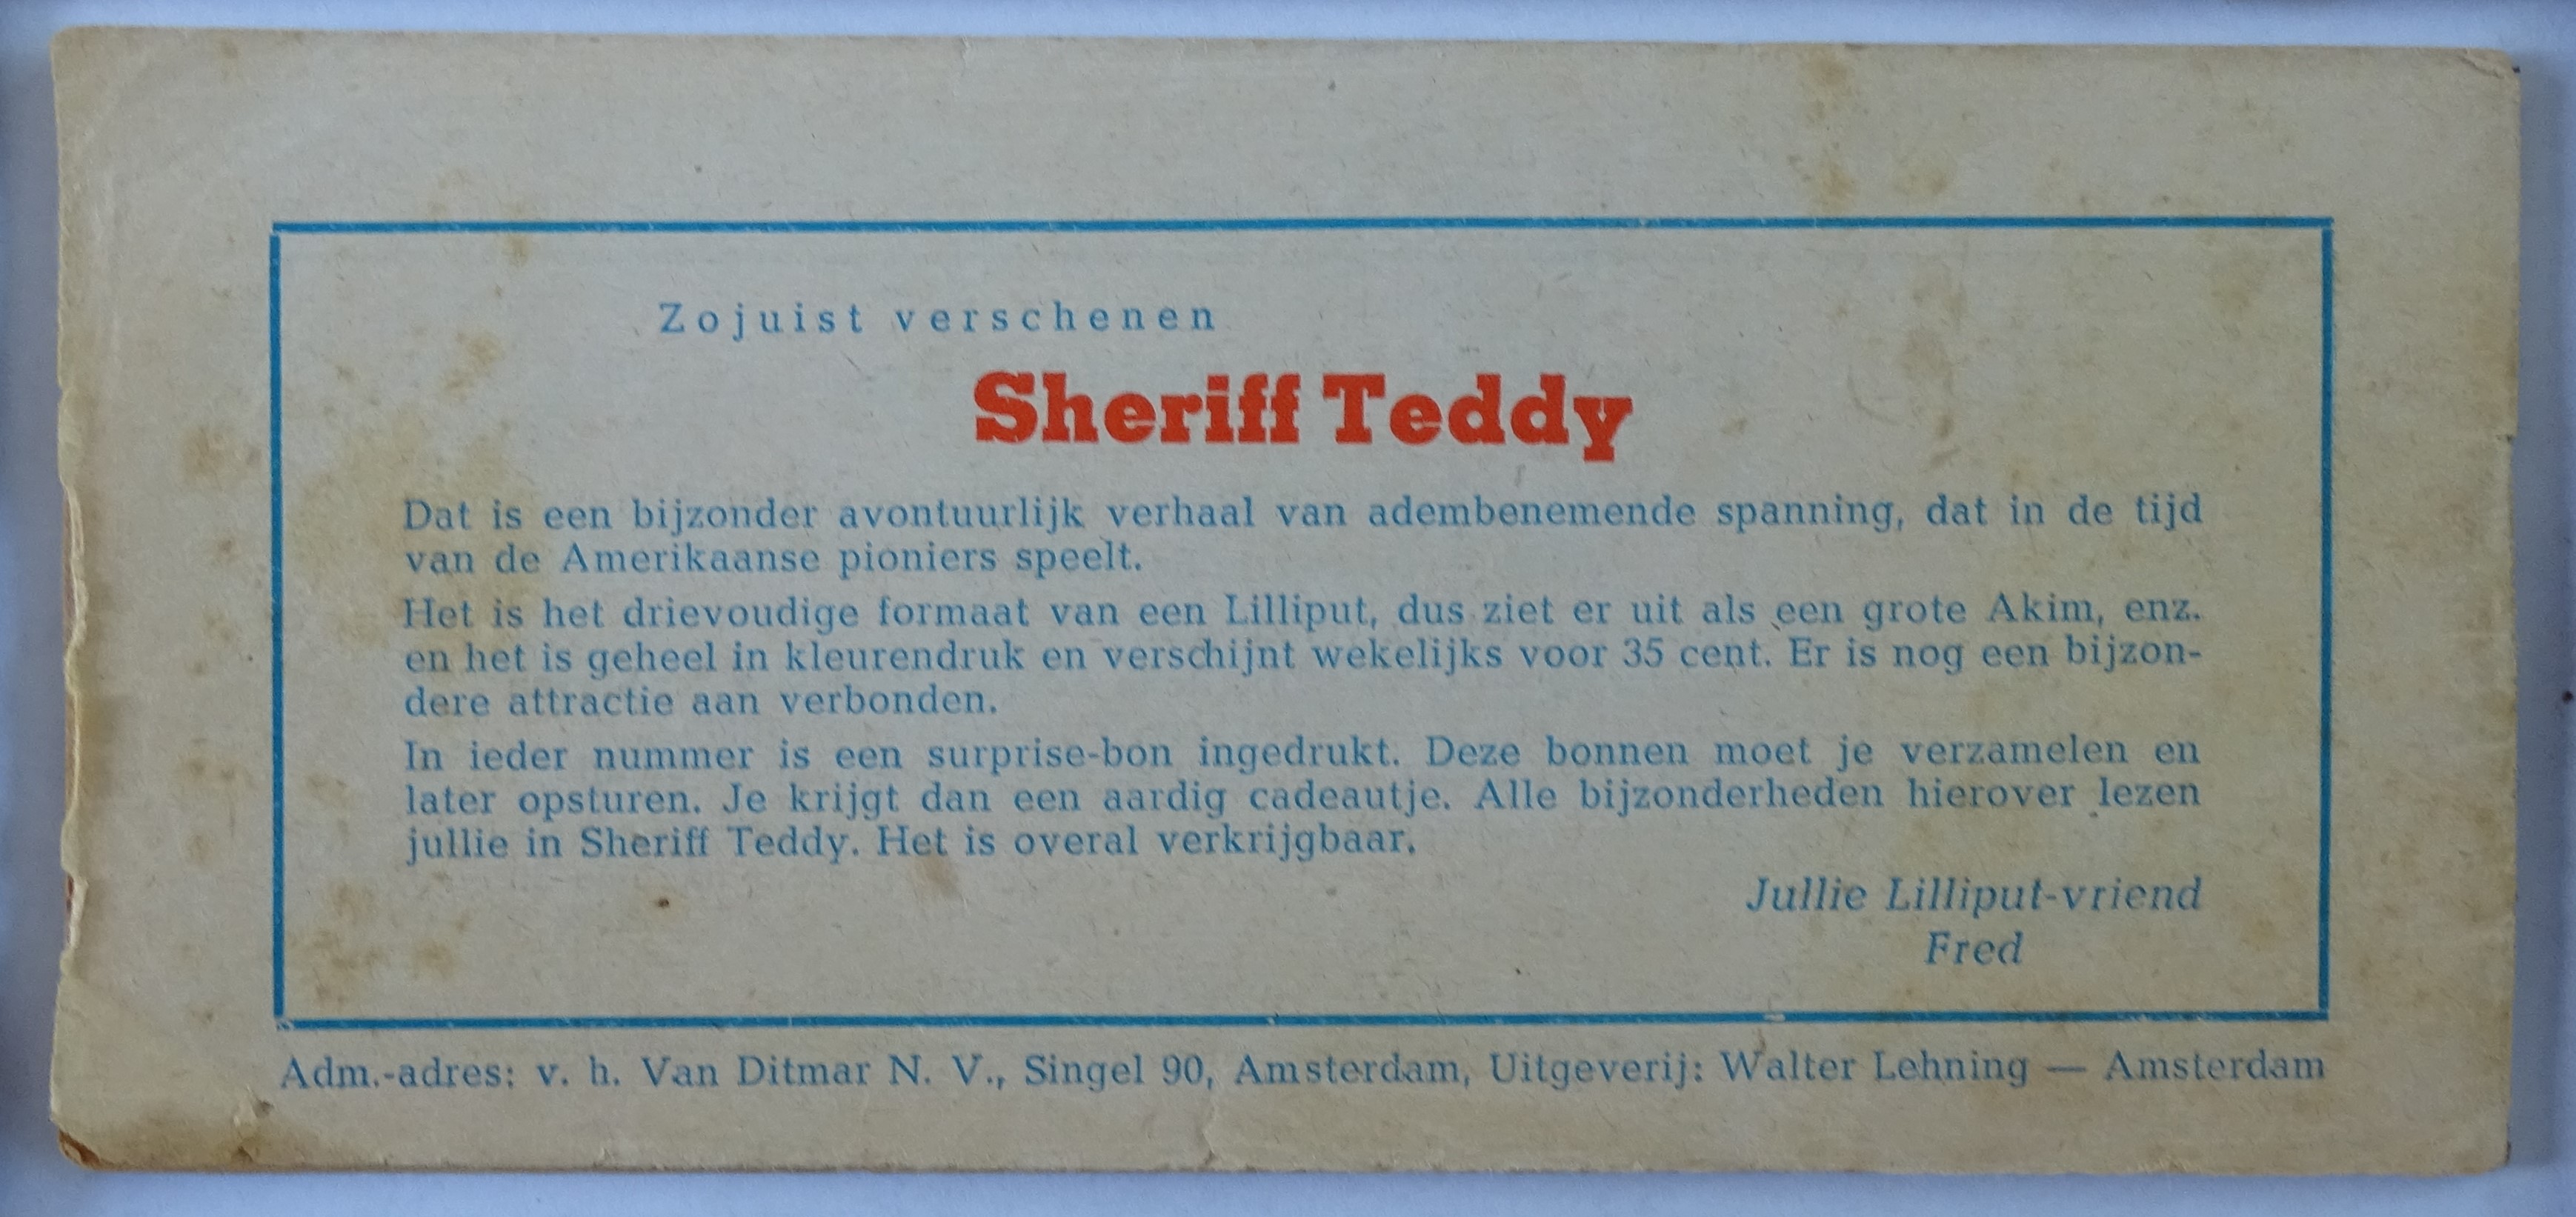 Zojuist verschenen
Sheriff Teddy
Dat is een bijzonder avontuurlijk verhaal van adembenemende spanning, dat in de tijd
van de Amerikaanse pioniers speelt.
Het is het drievoudige formaat van een Lilliput, dus ziet er uit als een grote Akim, enz.
en het is geheel in kleurendruk en verschijnt wekelijks voor 35 cent. Er is nog een bijzon-
dere attractie aan verbonden.
In ieder nummer is een surprise-bon ingedrukt. Deze bonnen moet je verzamelen en
later opsturen. Je krijgt dan een aardig cadeautje. Alle bijzonderheden hierover lezen
jullie in Sheriff Teddy. Het is overal verkrijgbaar.
Jullie Lilliput-vriend
Fred
Adm.-adres: v. h. Van Ditmar N. V., Singel 90, Amsterdam, Uitgeverij: Walter Lehning — Amsterdam